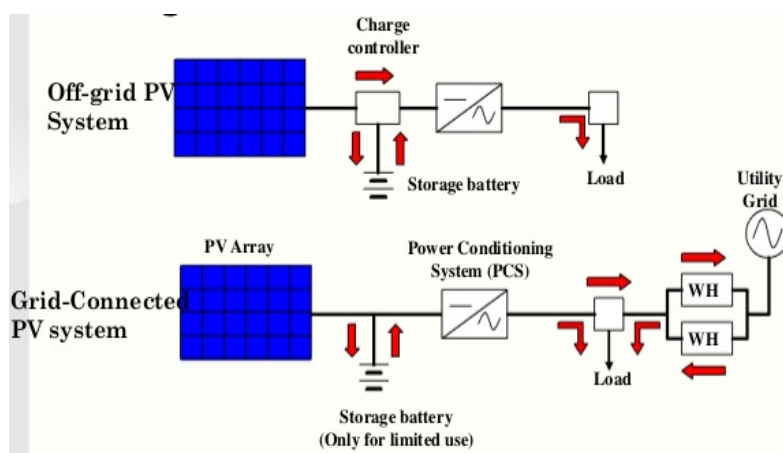 Charge
controller
Off-grid PV
System
Storage battery
Load
Utility
Grid
PV Array
Power Conditioning
System (PCS)
Grid-Connected
PV system
WH
WH
Load
Storage battery
(Only for limited use)